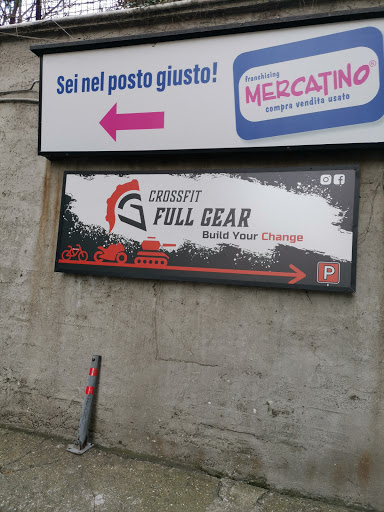 Sei nel posto giusto!
franchising
MERCATINO®
compra vendita usato
CROSSFIT
FULL GEAR
Build Your Change
P